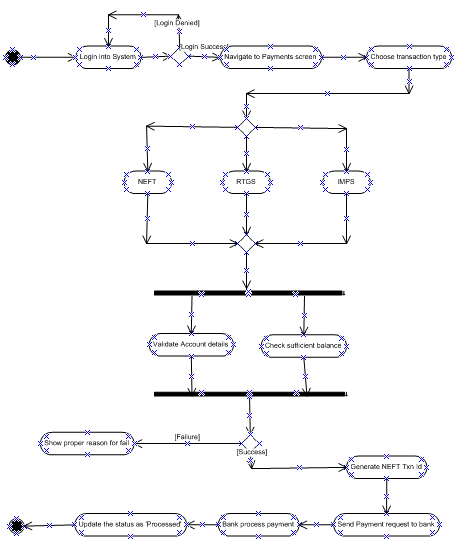 [Login Denied]
[Login Success]
Login into System
Navigate to Payments screen
Choose transaction type
NEFT
RTGS
IMPS
Validate Account details
Check sufficient balance
[Failure]
Show proper reason for fail
[Success]
Generate NEFT Txn Id
Update the status as 'Processed'
Bank process payment
Send Payment request to bank